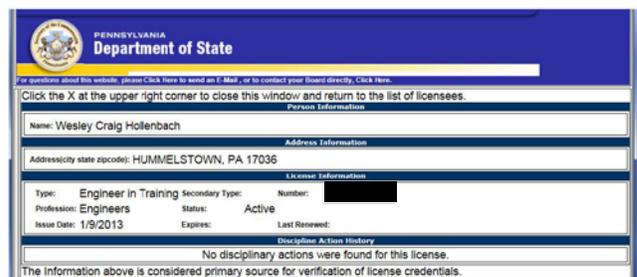 PENNSYLVANIA
Department of State
For questions about this website, please Click Here to send an E-Mail , or to contact your Board directly, Click Here.
Click the X at the upper right corner to close this window and return to the list of licensees.
Person Information
Name: Wesley Craig Hollenbach
Address Information
Address(city state zipcode): HUMMELSTOWN, PA 17036
License Information
Type: Engineer in Training Secondary Type: Number:
Profession: Engineers Status: Active
Issue Date: 1/9/2013 Expires: Last Renewed:
Discipline Action History
No disciplinary actions were found for this license.
The Information above is considered primary source for verification of license credentials.